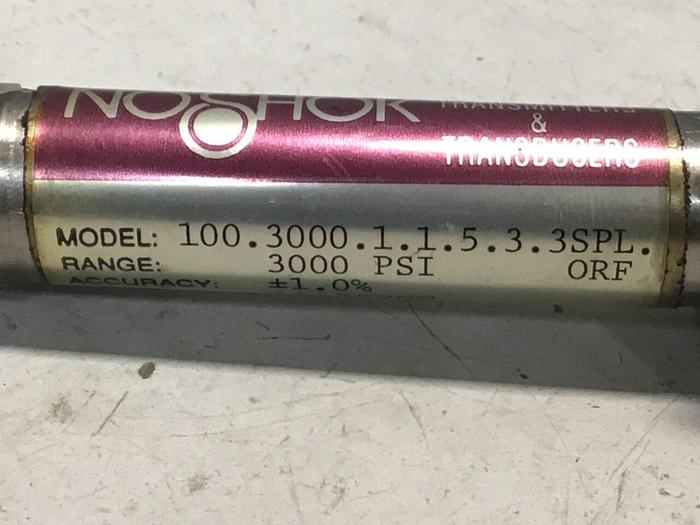 NOSHOK
TRANSMITTERS
&
TRANSDUCERS
MODEL: 100.3000.1.1.5.3.3SPL.
RANGE: 3000 PSI ORF
ACCURACY: ±1.0%